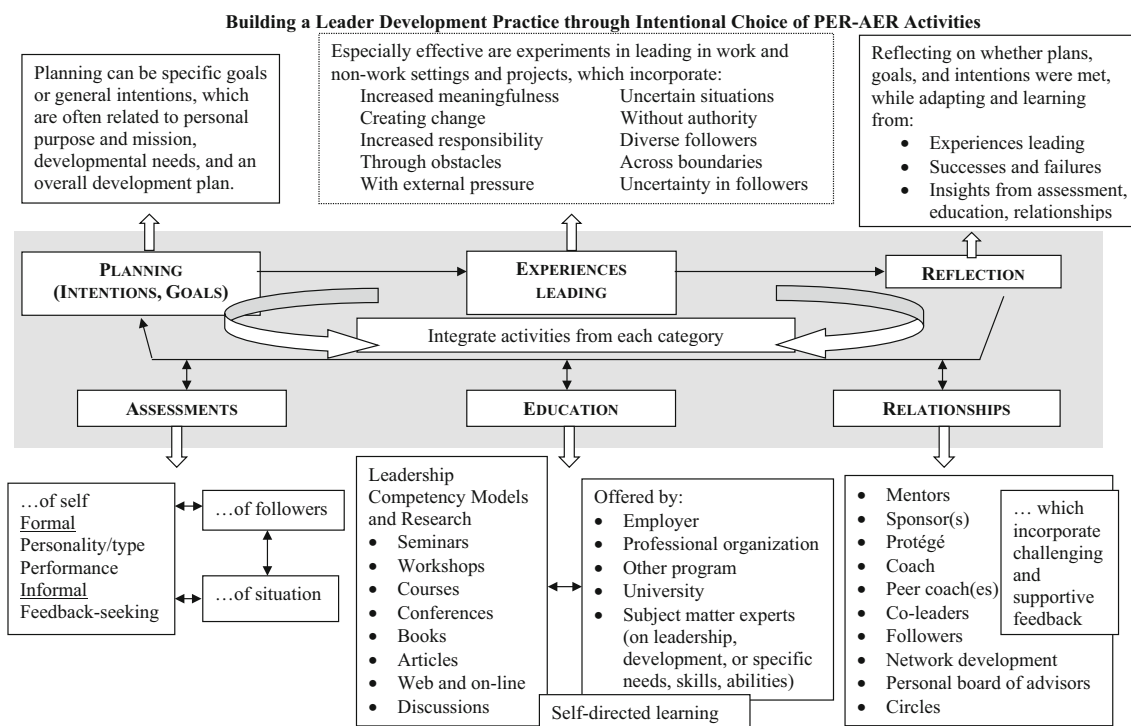 Building a Leader Development Practice through Intentional Choice of PER-AER Activities
Planning can be specific goals
or general intentions, which
are often related to personal
purpose and mission,
developmental needs, and an
overall development plan.
Especially effective are experiments in leading in work and
non-work settings and projects, which incorporate:
Increased meaningfulness
Creating change
Increased responsibility
Through obstacles
With external pressure
Uncertain situations
Without authority
Diverse followers
Across boundaries
Uncertainty in followers
Reflecting on whether plans,
goals, and intentions were met,
while adapting and learning
from:
• Experiences leading
• Successes and failures
• Insights from assessment,
education, relationships
PLANNING
(INTENTIONS, GOALS)
EXPERIENCES
LEADING
REFLECTION
Integrate activities from each category
ASSESSMENTS
EDUCATION
RELATIONSHIPS
…of self
Formal
Personality/type
Performance
Informal
Feedback-seeking
…of followers
…of situation
Leadership
Competency Models
and Research
• Seminars
• Workshops
• Courses
• Conferences
• Books
• Articles
• Web and on-line
• Discussions
Offered by:
• Employer
• Professional organization
• Other program
• University
• Subject matter experts
(on leadership,
development, or specific
needs, skills, abilities)
Self-directed learning
• Mentors
• Sponsor(s)
• Protégé
• Coach
• Peer coach(es)
• Co-leaders
• Followers
• Network development
• Personal board of advisors
• Circles
… which
incorporate
challenging
and
supportive
feedback